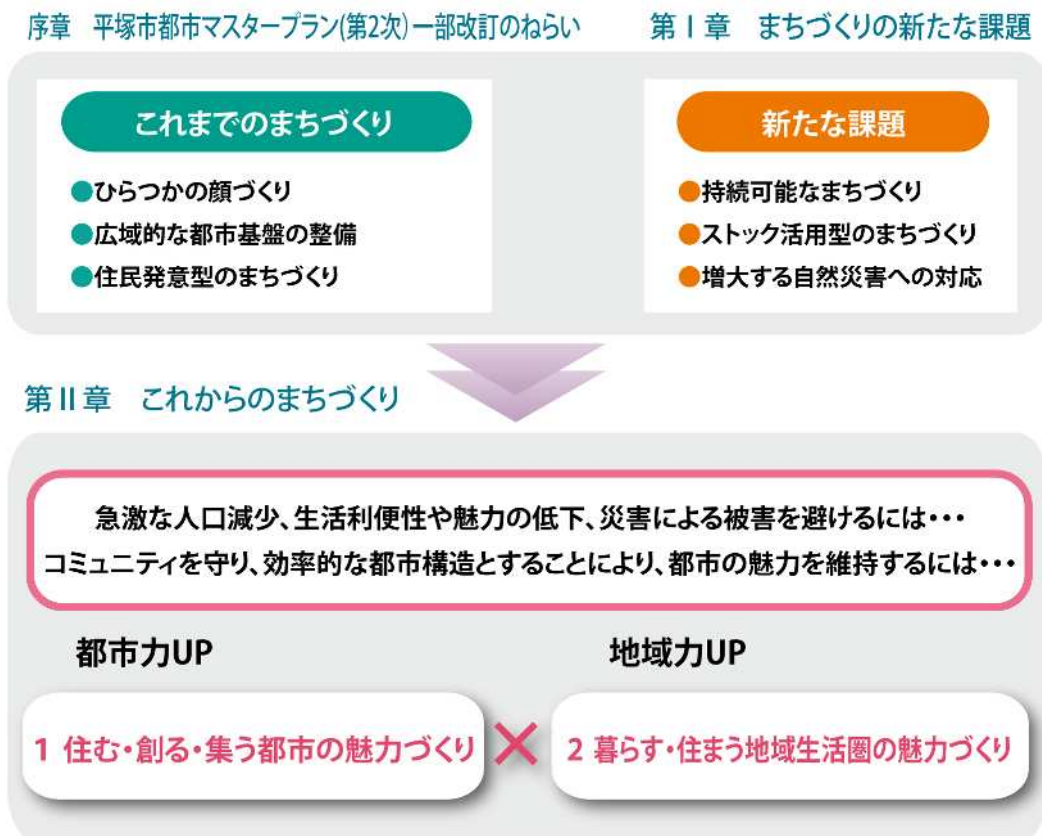 序章 平塚市都市マスタープラン(第2次)一部改訂のねらい
第Ⅰ章 まちづくりの新たな課題
これまでのまちづくり
●ひらつかの顔づくり
●広域的な都市基盤の整備
●住民発意型のまちづくり
新たな課題
●持続可能なまちづくり
●ストック活用型のまちづくり
●増大する自然災害への対応
第Ⅱ章 これからのまちづくり
急激な人口減少、生活利便性や魅力の低下、災害による被害を避けるには・・・
コミュニティを守り、効率的な都市構造とすることにより、都市の魅力を維持するには・・・
都市力UP
地域力UP
1 住む・創る・集う都市の魅力づくり
×
2 暮らす・住まう地域生活圏の魅力づくり